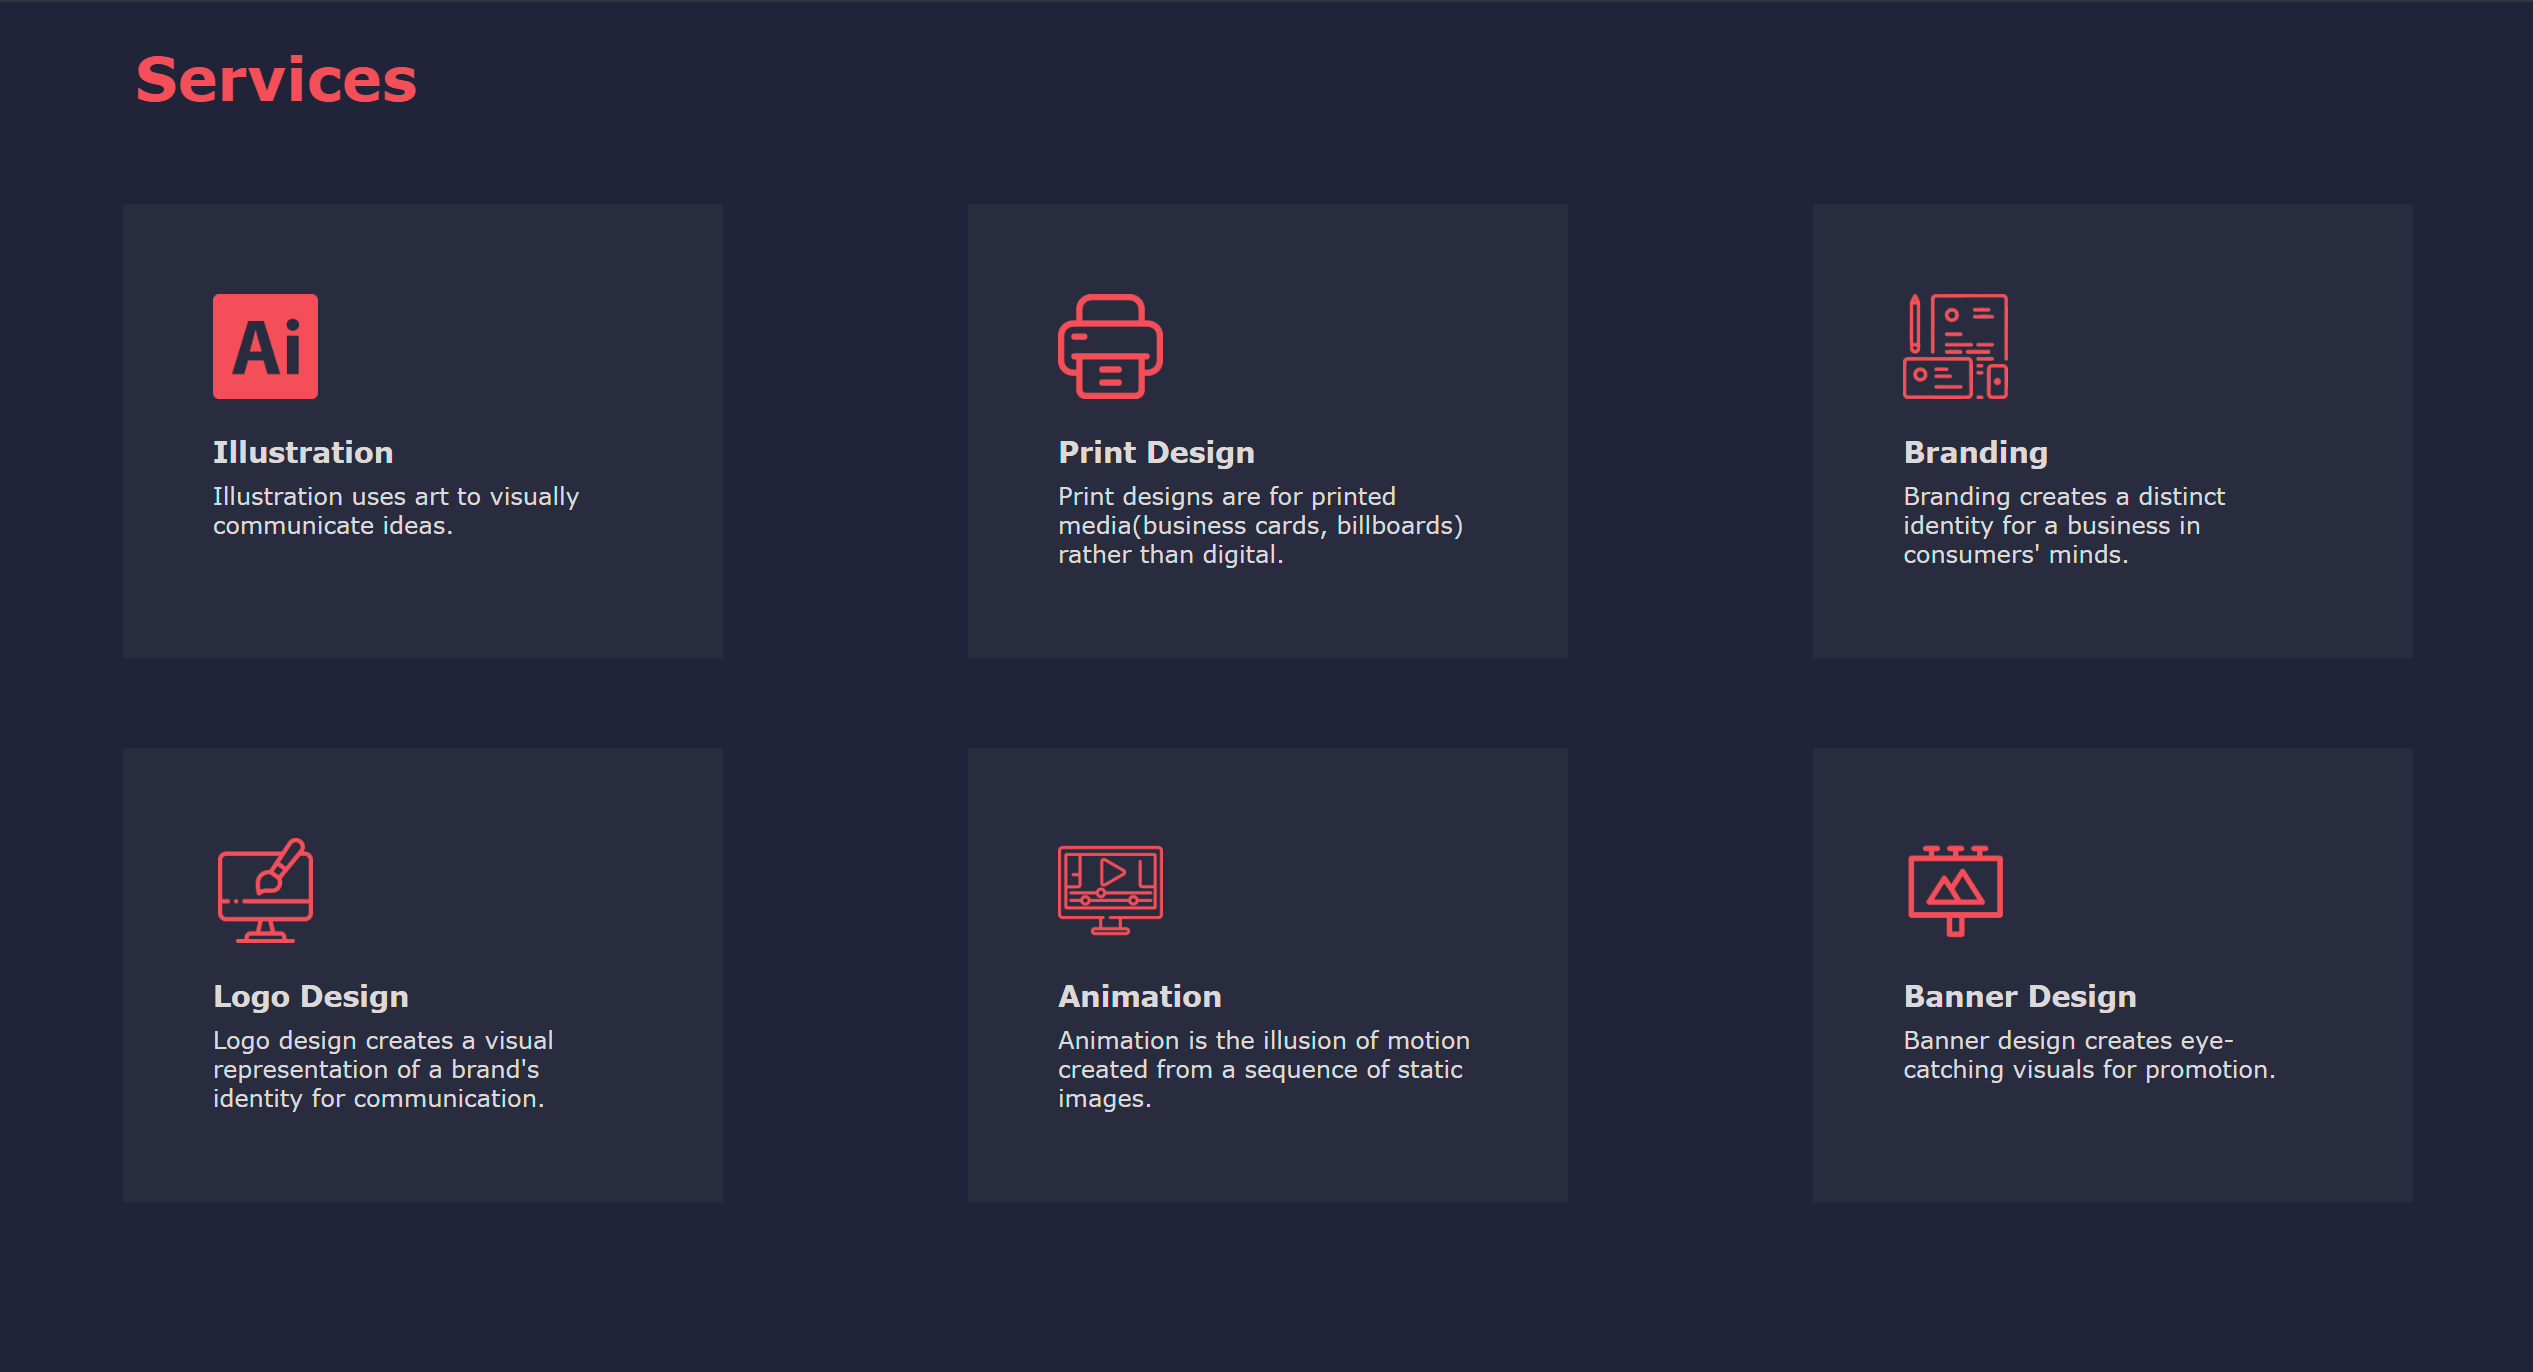 Services
Ai
Illustration
Illustration uses art to visually
communicate ideas.
Print Design
Print designs are for printed
media(business cards, billboards)
rather than digital.
Branding
Branding creates a distinct
identity for a business in
consumers' minds.
Logo Design
Logo design creates a visual
representation of a brand's
identity for communication.
Animation
Animation is the illusion of motion
created from a sequence of static
images.
Banner Design
Banner design creates eye-
catching visuals for promotion.